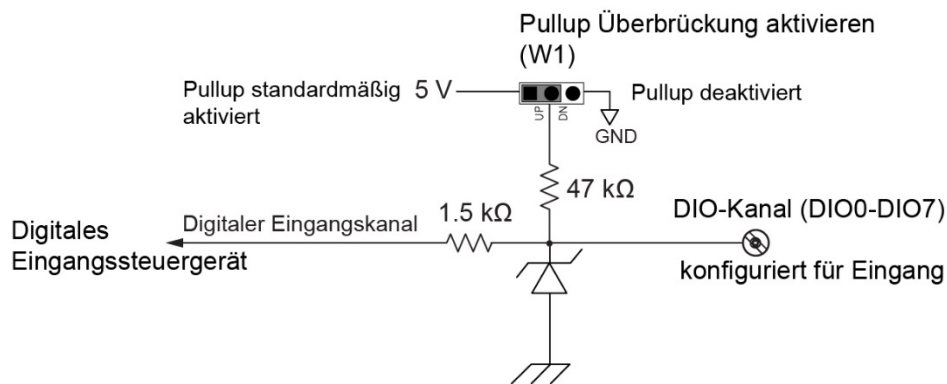 Pullup Überbrückung aktivieren
(W1)
Pullup standardmäßig
aktiviert
5 V
UP
DN
Pullup deaktiviert
GND
47 kΩ
1.5 kΩ
Digitaler Eingangskanal
Digitales
Eingangssteuergerät
DIO-Kanal (DIO0-DIO7)
konfiguriert für Eingang